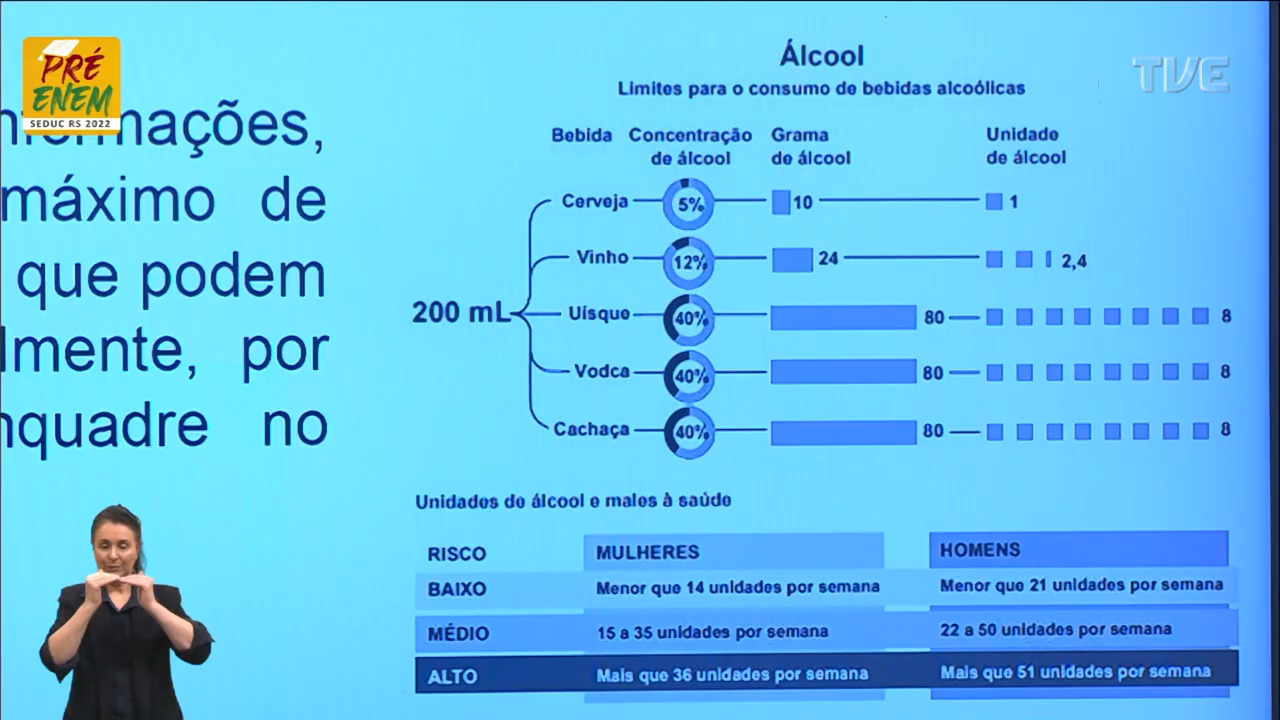 PRÉ
ENEM
SEDUC RS 2022
TVE
máximo de
que podem
por
no
Álcool
Limites para o consumo de bebidas alcoólicas
Bebida Concentração de álcool Grama de álcool Unidade de álcool
200 mL
Cerveja 5% 10 1
Vinho 12% 24 2,4
Uísque 40% 80 8
Vodca 40% 80 8
Cachaça 40% 80 8
Unidades de álcool e males à saúde
RISCO MULHERES HOMENS
BAIXO Menor que 14 unidades por semana Menor que 21 unidades por semana
MÉDIO 15 a 35 unidades por semana 22 a 50 unidades por semana
ALTO Mais que 36 unidades por semana Mais que 51 unidades por semana